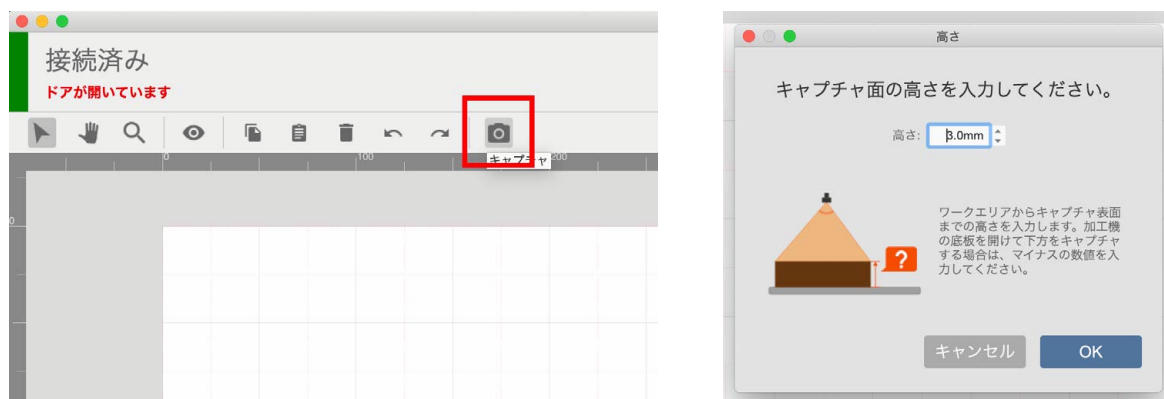 接続済み
ドアが開いています
キャプチャ
0
100
200
0
高さ
キャプチャ面の高さを入力してください。
高さ: 3.0mm
?
ワークエリアからキャプチャ表面
までの高さを入力します。加工機
の底板を開けて下方をキャプチャ
する場合は、マイナスの数値を入
力してください。
キャンセル
OK